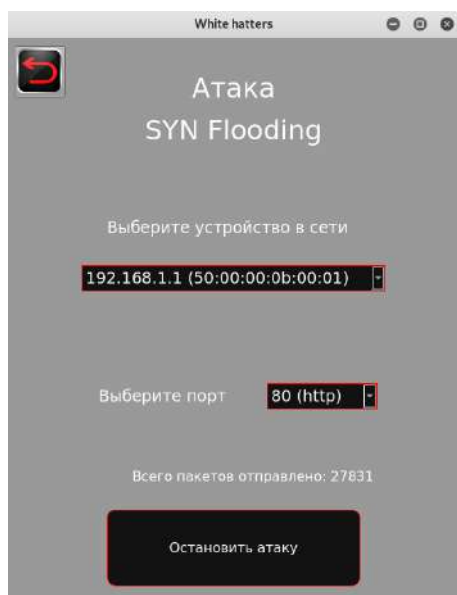 White hatters
Атака
SYN Flooding
Выберите устройство в сети
192.168.1.1 (50:00:00:0b:00:01)
Выберите порт 80 (http)
Всего пакетов отправлено: 27831
Остановить атаку